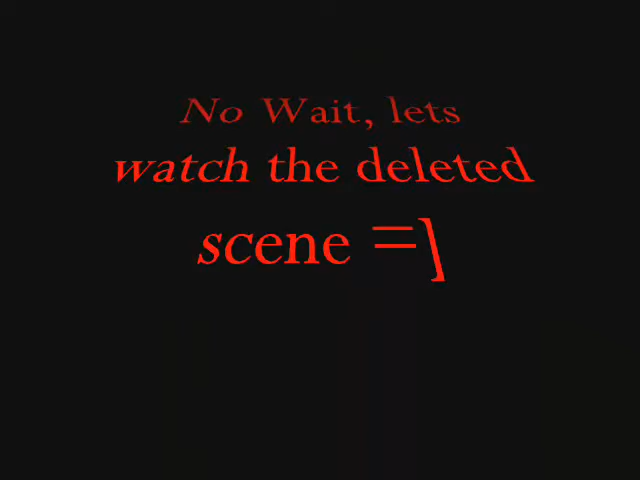 No Wait, lets
watch the deleted
scene =]